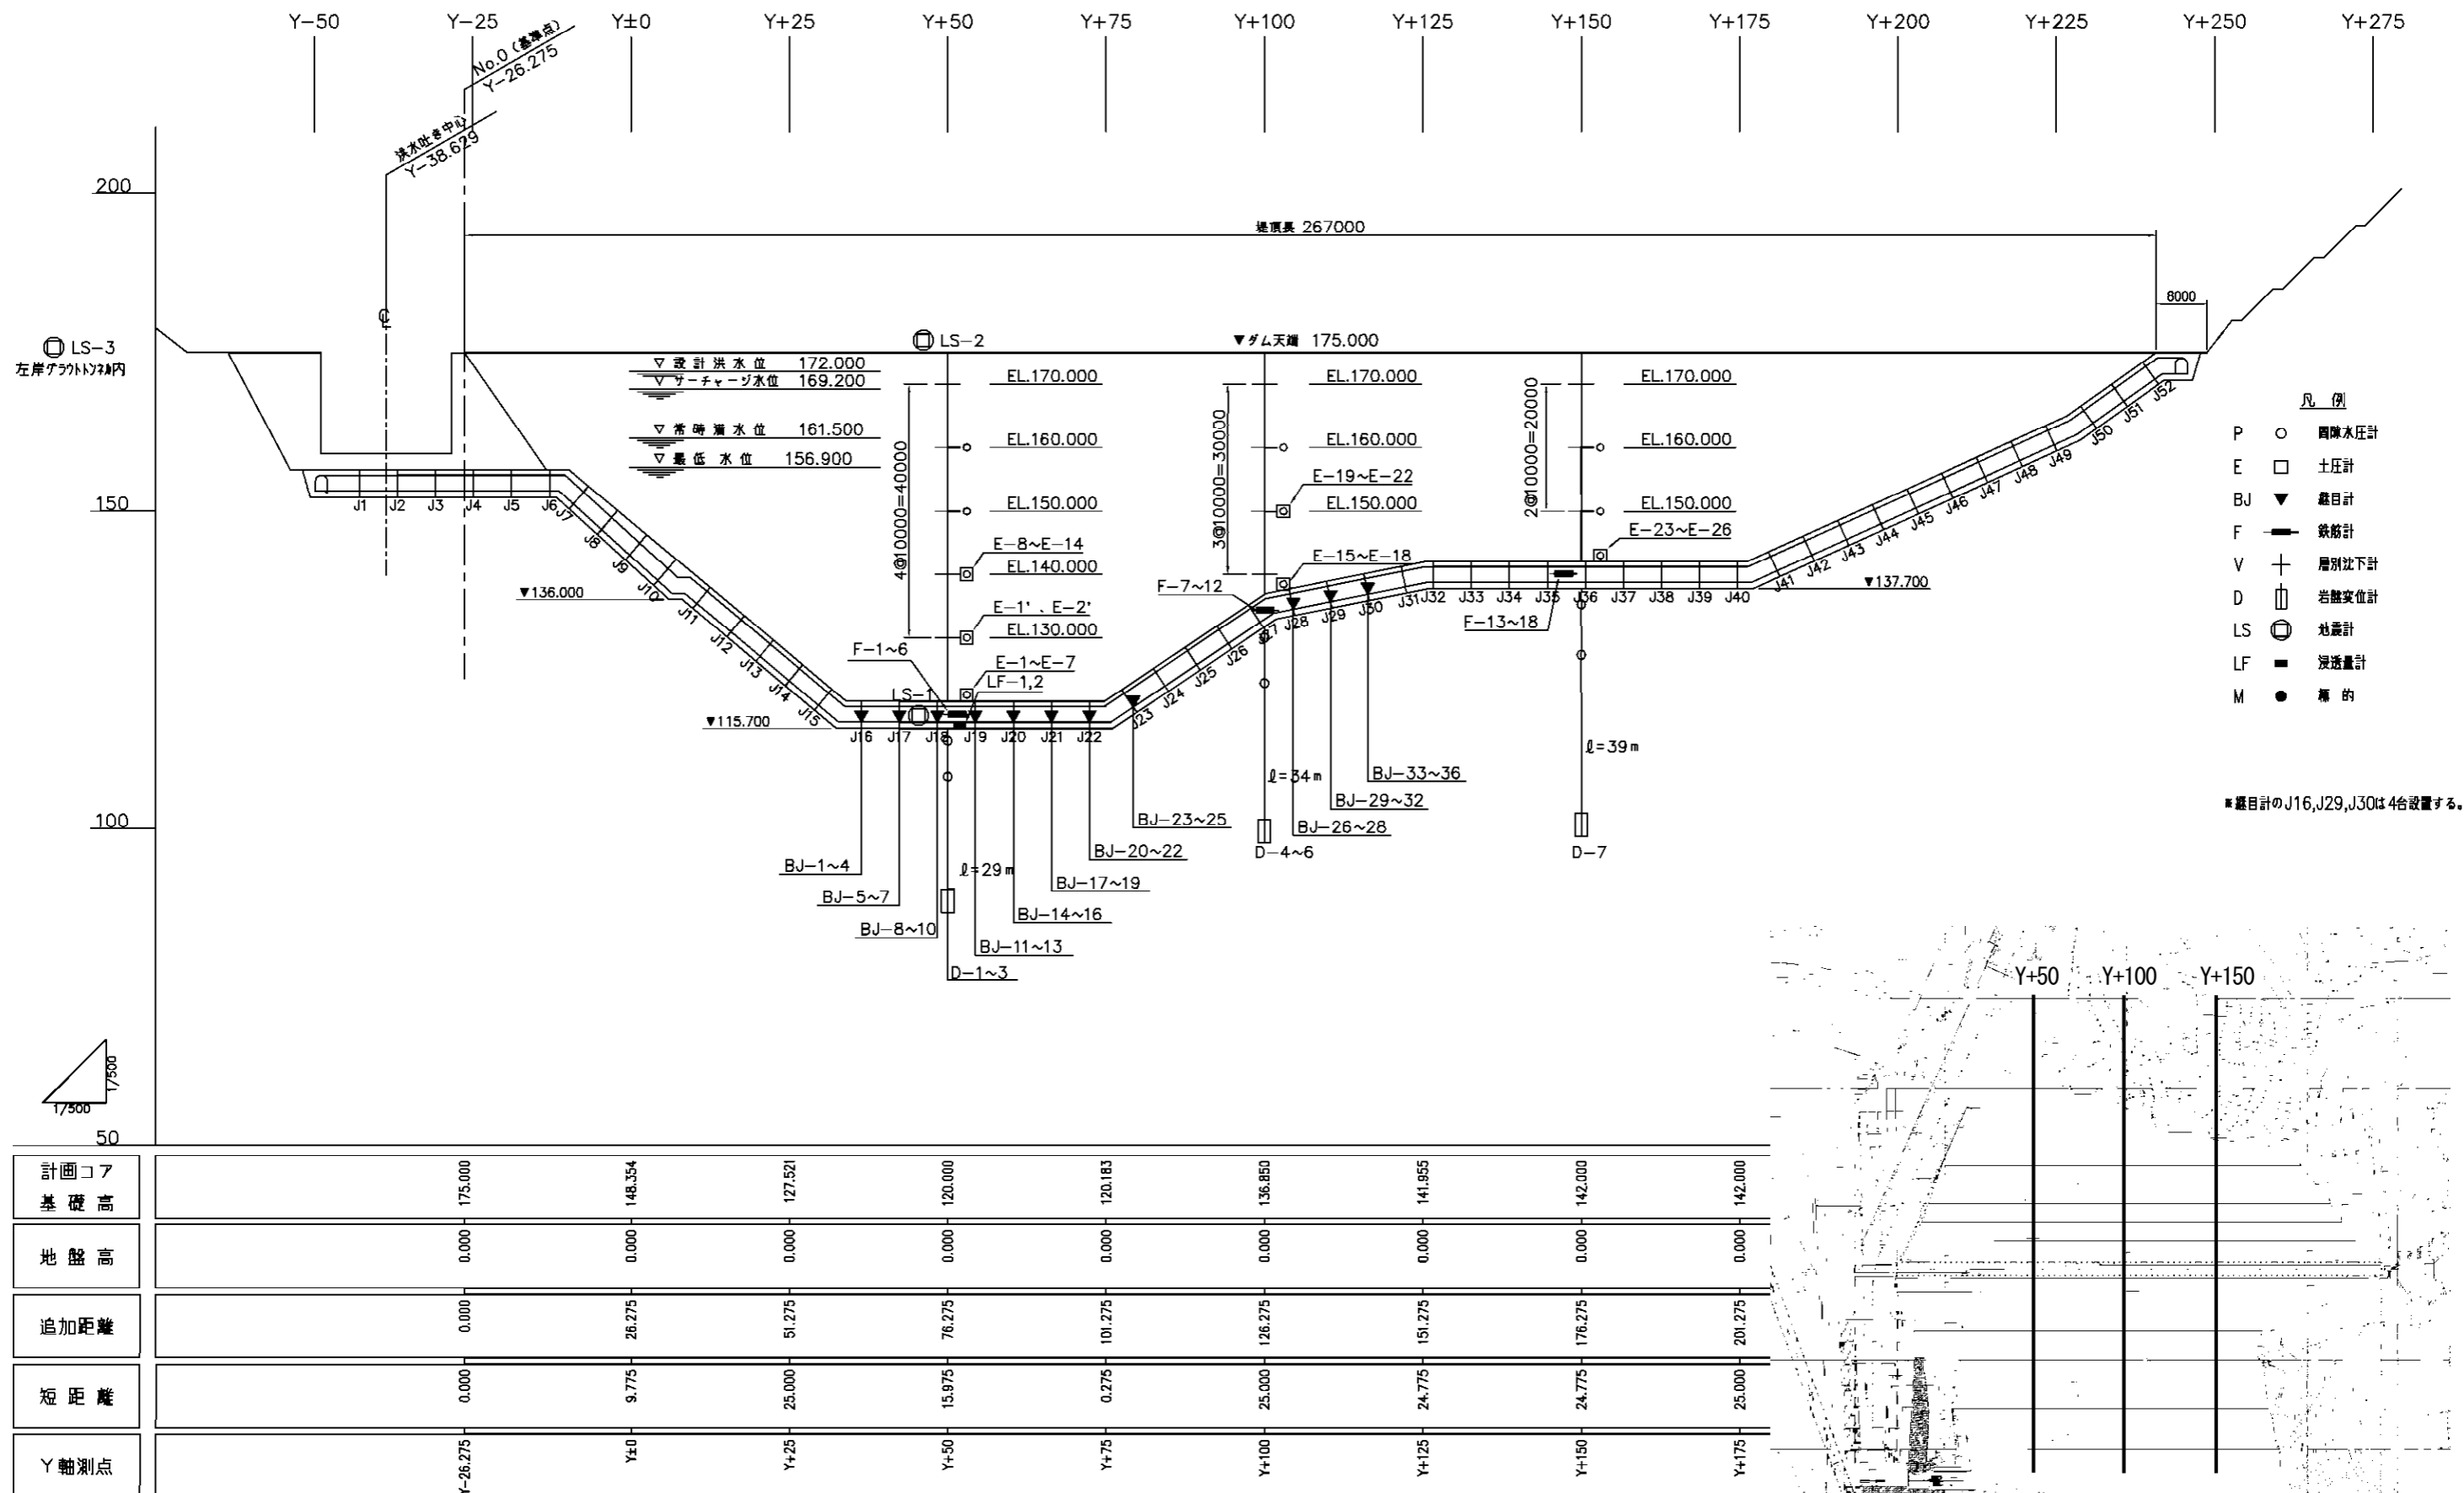 Y−50 Y−25 Y±0 Y+25 Y+50 Y+75 Y+100 Y+125 Y+150 Y+175 Y+200 Y+225 Y+250 Y+275
No.0 (基準点)
Y−26.275
洪水吐き中心
Y−38.629
200
堤頂長 267000
8000
LS−3
左岸グラウトトンネル内
LS−2
▼ダム天端 175.000
▽ 設計洪水位 172.000
▽ サーチャージ水位 169.200
▽ 常時満水位 161.500
▽ 最低水位 156.900
EL.170.000 EL.170.000 EL.170.000
EL.160.000 EL.160.000 EL.160.000
EL.150.000 EL.150.000 EL.150.000
4@10000=40000
3@10000=30000
2@10000=20000
E−19~E−22
E−8~E−14
EL.140.000
E−15~E−18
E−23~E−26
E−1'、E−2'
EL.130.000
F−7~12
F−13~18
F−1~6
E−1~E−7
LF−1,2
LS−1
150
▼136.000
▼115.700
▼137.700
J1 J2 J3 J4 J5 J6 J7 J8 J9 J10 J11 J12 J13 J14 J15
J16 J17 J18 J19 J20 J21 J22 J23 J24 J25 J26 J27 J28 J29 J30 J31
J32 J33 J34 J35 J36 J37 J38 J39 J40
J41 J42 J43 J44 J45 J46 J47 J48 J49 J50 J51 J52
凡 例
P 間隙水圧計
E 土圧計
BJ 継目計
F 鉄筋計
V 層別沈下計
D 岩盤変位計
LS 地震計
LF 浸透量計
M 標的
※継目計のJ16,J29,J30は4台設置する。
100
ℓ=39m
ℓ=34m
ℓ=29m
BJ−33~36
BJ−29~32
BJ−26~28
BJ−23~25
BJ−20~22
BJ−17~19
BJ−14~16
BJ−11~13
BJ−1~4
BJ−5~7
BJ−8~10
D−1~3
D−4~6
D−7
Y+50 Y+100 Y+150
1/500
1/500
50
計画コア
基礎高
175.000 148.354 127.521 120.000 120.183 136.850 141.955 142.000 142.000
地盤高 0.000 0.000 0.000 0.000 0.000 0.000 0.000 0.000 0.000
追加距離 0.000 26.275 51.275 76.275 101.275 126.275 151.275 176.275 201.275
短距離 0.000 9.775 25.000 15.975 0.275 25.000 24.775 24.775 25.000
Y軸測点 Y-26.275 Y±0 Y+25 Y+50 Y+75 Y+100 Y+125 Y+150 Y+175